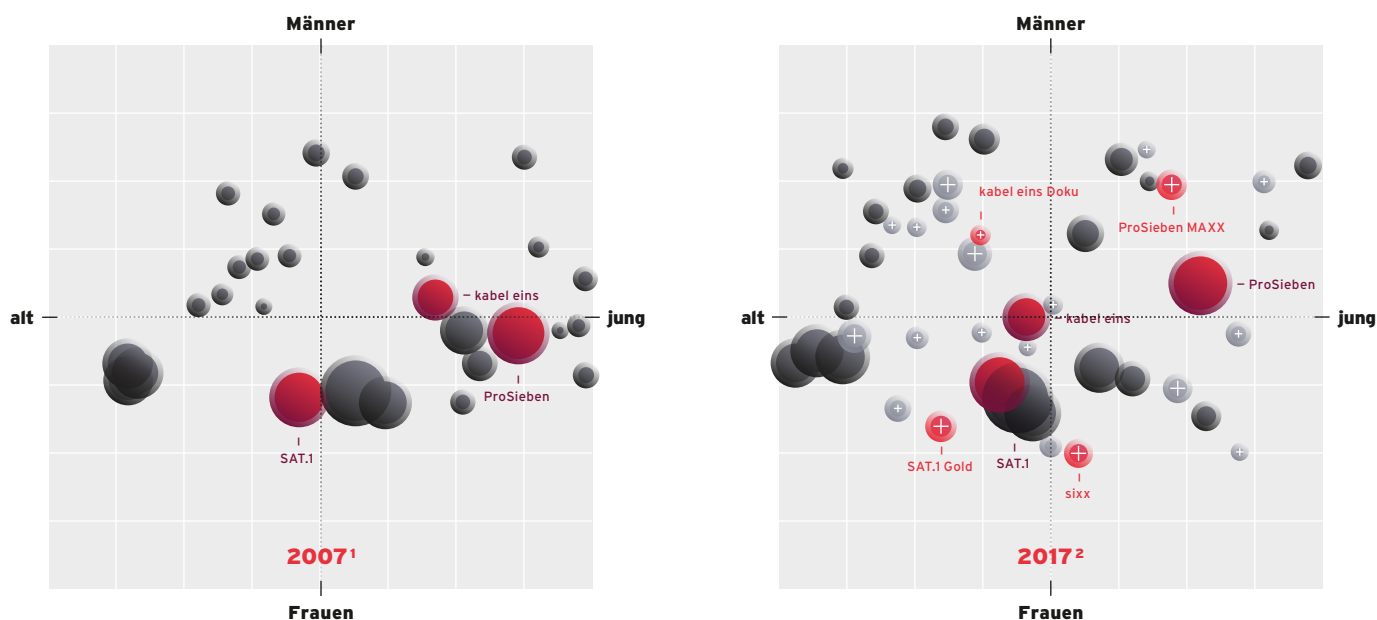 Männer
alt
jung
– kabel eins
ProSieben
SAT.1
2007¹
Frauen
Männer
alt
jung
kabel eins Doku
ProSieben MAXX
– ProSieben
– kabel eins
SAT.1 Gold
SAT.1
sixx
2017²
Frauen